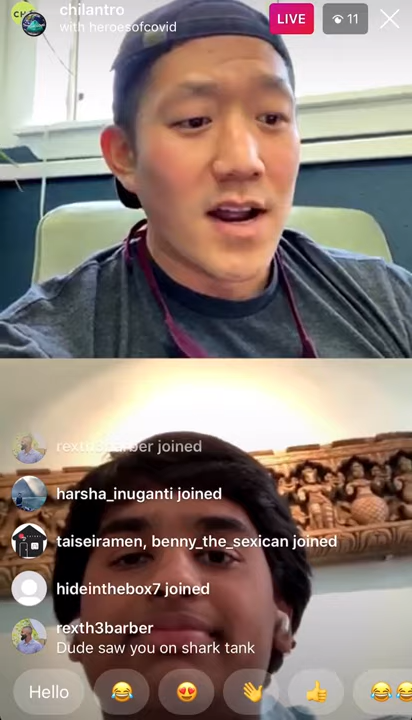 chilantro
with heroesofcovid
LIVE
11
rexth3barber joined
harsha_inuganti joined
taiseiramen, benny_the_sexican joined
hideinthebox7 joined
rexth3barber
Dude saw you on shark tank
Hello